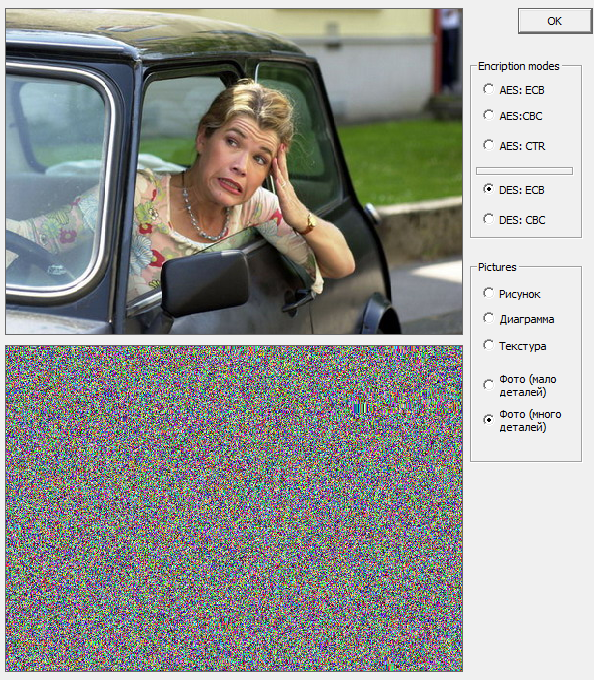 OK
Encription modes
AES: ECB
AES:CBC
AES: CTR
DES: ECB
DES: CBC
Pictures
Рисунок
Диаграмма
Текстура
Фото (мало
деталей)
Фото (много
деталей)